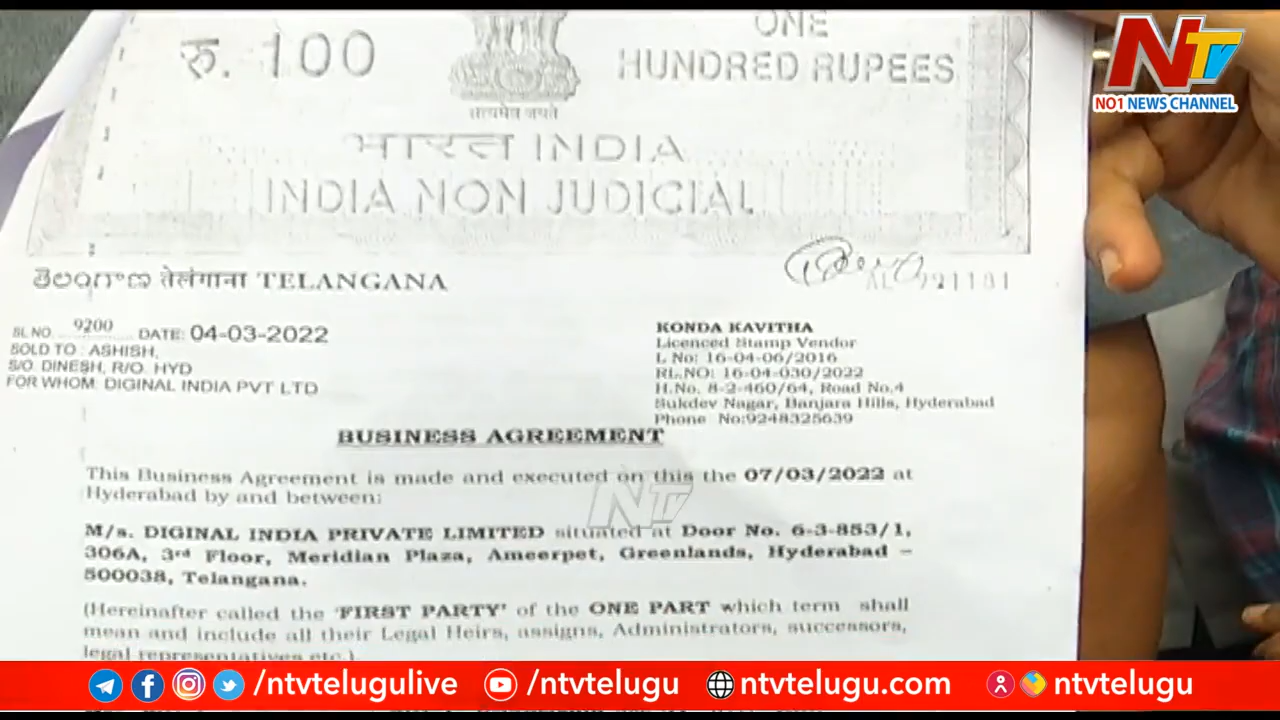 रु. 100
ONE
HUNDRED RUPEES
सत्यमेव जयते
भारत INDIA
INDIA NON JUDICIAL
NTV
NO1 NEWS CHANNEL
తెలంగాణ तेलंगाना TELANGANA
SL NO. 9200 DATE: 04-03-2022
SOLD TO : ASHISH,
S/O. DINESH, R/O. HYD
FOR WHOM: DIGINAL INDIA PVT LTD
KONDA KAVITHA
Licenced Stamp Vendor
L No: 16-04-06/2016
RL.NO: 16-04-030/2022
H.No. 8-2-460/64, Road No.4
Sukdev Nagar, Banjara Hills, Hyderabad
Phone No:9248325639
BUSINESS AGREEMENT
This Business Agreement is made and executed on this the 07/03/2022 at
Hyderabad by and between:
NTV
M/s. DIGINAL INDIA PRIVATE LIMITED situated at Door No. 6-3-853/1,
306A, 3rd Floor, Meridian Plaza, Ameerpet, Greenlands, Hyderabad –
500038, Telangana.
(Hereinafter called the 'FIRST PARTY' of the ONE PART which term shall
mean and include all their Legal Heirs, assigns, Administrators, successors,
legal representatives etc.).
/ntvtelugulive /ntvtelugu ntvtelugu.com ntvtelugu